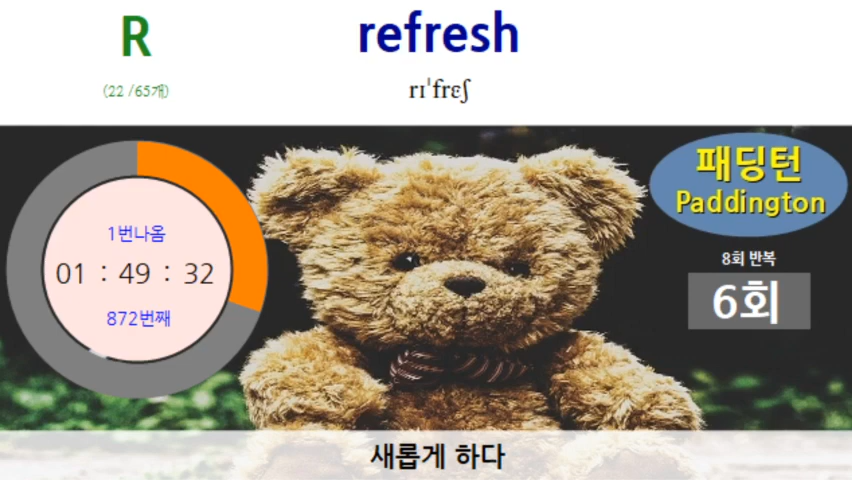 R
(22 /65개)
refresh
rɪˈfrɛʃ
1번나옴
01 : 49 : 32
872번째
패딩턴
Paddington
8회 반복
6회
새롭게 하다